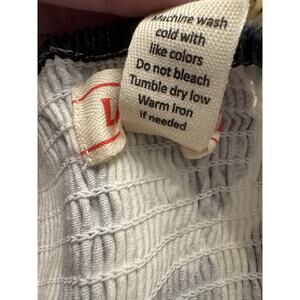 Machine wash
cold with
like colors
Do not bleach
Tumble dry low
Warm Iron
if needed
L